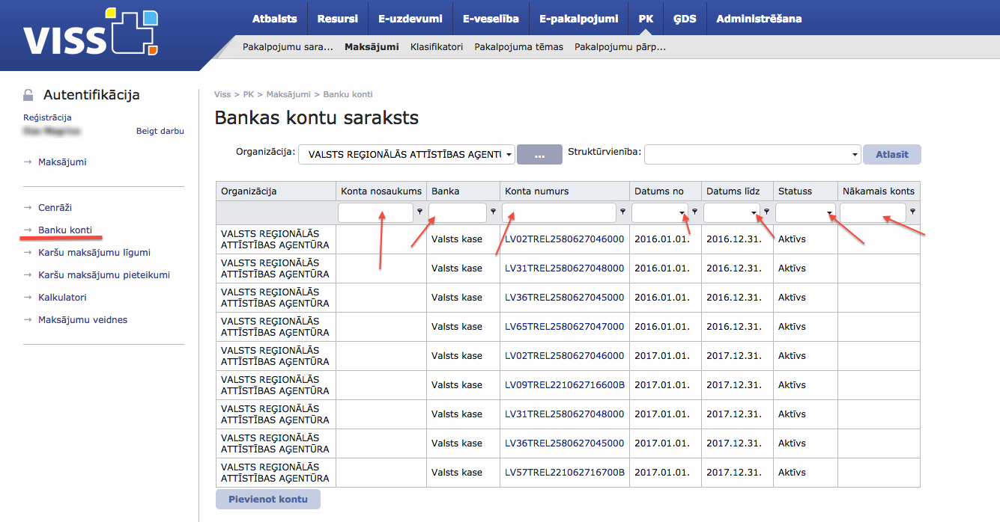 VISS
Atbalsts Resursi E-uzdevumi E-veselība E-pakalpojumi PK ĢDS Administrēšana
Pakalpojumu sara... Maksājumi Klasifikatori Pakalpojuma tēmas Pakalpojumu pārp...
Autentifikācija
Reģistrācija
Beigt darbu
→ Maksājumi
→ Cenrāži
→ Banku konti
→ Karšu maksājumu līgumi
→ Karšu maksājumu pieteikumi
→ Kalkulatori
→ Maksājumu veidnes
Viss > PK > Maksājumi > Banku konti
Bankas kontu saraksts
Organizācija: VALSTS REĢIONĀLĀS ATTĪSTĪBAS AĢENTŪ ... Struktūrvienība: Atlasīt
Organizācija Konta nosaukums Banka Konta numurs Datums no Datums līdz Statuss Nākamais konts
VALSTS REĢIONĀLĀS
ATTĪSTĪBAS AĢENTŪRA Valsts kase LV02TREL2580627046000 2016.01.01. 2016.12.31. Aktīvs
VALSTS REĢIONĀLĀS
ATTĪSTĪBAS AĢENTŪRA Valsts kase LV31TREL2580627048000 2016.01.01. 2016.12.31. Aktīvs
VALSTS REĢIONĀLĀS
ATTĪSTĪBAS AĢENTŪRA Valsts kase LV36TREL2580627045000 2016.01.01. 2016.12.31. Aktīvs
VALSTS REĢIONĀLĀS
ATTĪSTĪBAS AĢENTŪRA Valsts kase LV65TREL2580627047000 2016.01.01. 2016.12.31. Aktīvs
VALSTS REĢIONĀLĀS
ATTĪSTĪBAS AĢENTŪRA Valsts kase LV02TREL2580627046000 2017.01.01. 2017.12.31. Aktīvs
VALSTS REĢIONĀLĀS
ATTĪSTĪBAS AĢENTŪRA Valsts kase LV09TREL221062716600B 2017.01.01. 2017.12.31. Aktīvs
VALSTS REĢIONĀLĀS
ATTĪSTĪBAS AĢENTŪRA Valsts kase LV31TREL2580627048000 2017.01.01. 2017.12.31. Aktīvs
VALSTS REĢIONĀLĀS
ATTĪSTĪBAS AĢENTŪRA Valsts kase LV36TREL2580627045000 2017.01.01. 2017.12.31. Aktīvs
VALSTS REĢIONĀLĀS
ATTĪSTĪBAS AĢENTŪRA Valsts kase LV57TREL221062716700B 2017.01.01. 2017.12.31. Aktīvs
Pievienot kontu